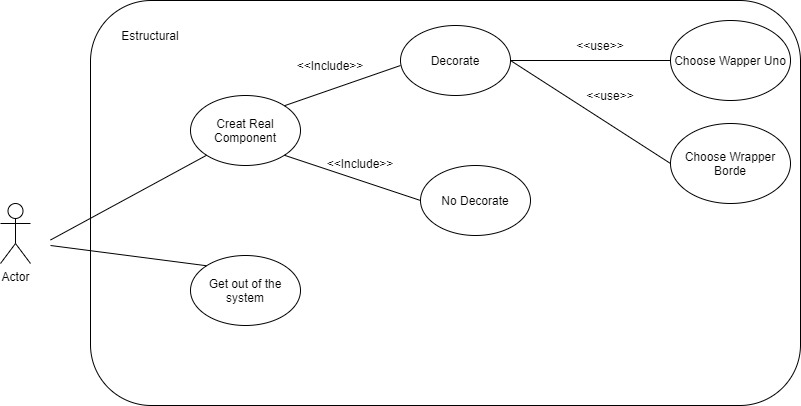 Estructural
<<Include>>
Decorate
<<use>>
Choose Wapper Uno
<<use>>
Creat Real
Component
<<Include>>
Choose Wrapper
Borde
No Decorate
Actor
Get out of the
system